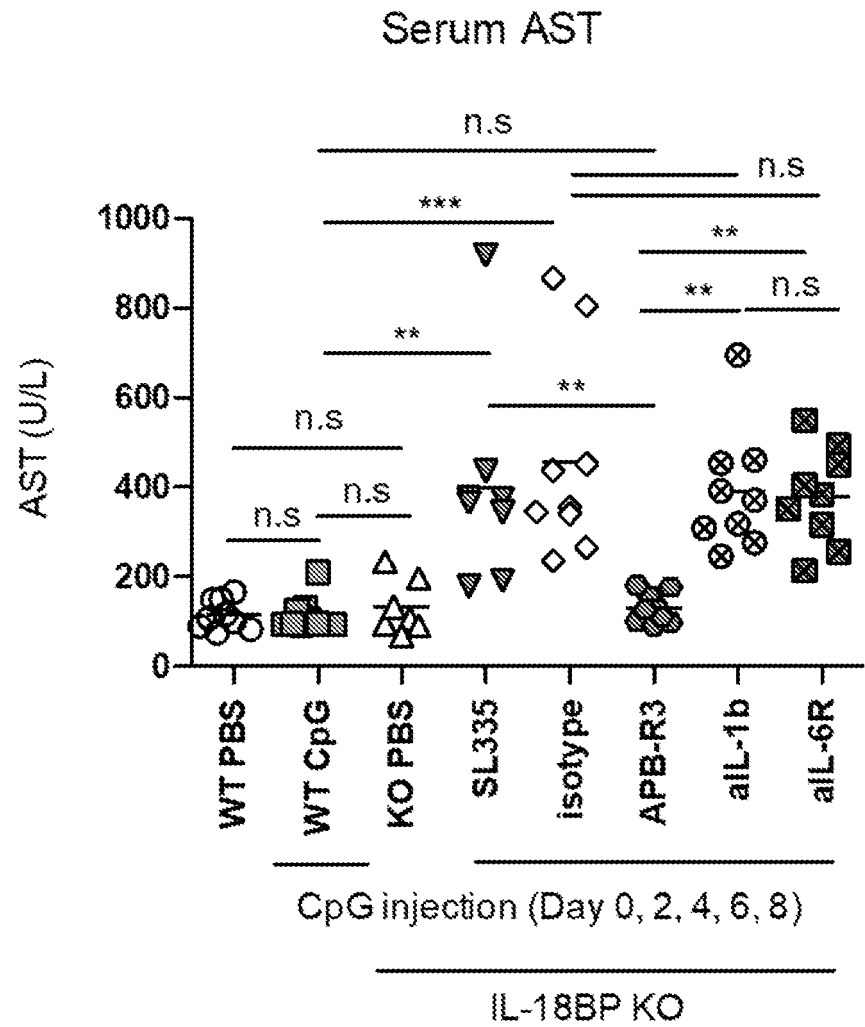 Serum AST
n.s
n.s
***
1000
**
**
n.s
800
**
600
**
n.s
400
n.s
n.s
200
0
AST (U/L)
WT PBS
WT CpG
KO PBS
SL335
isotype
APB-R3
aIL-1b
aIL-6R
CpG injection (Day 0, 2, 4, 6, 8)
IL-18BP KO